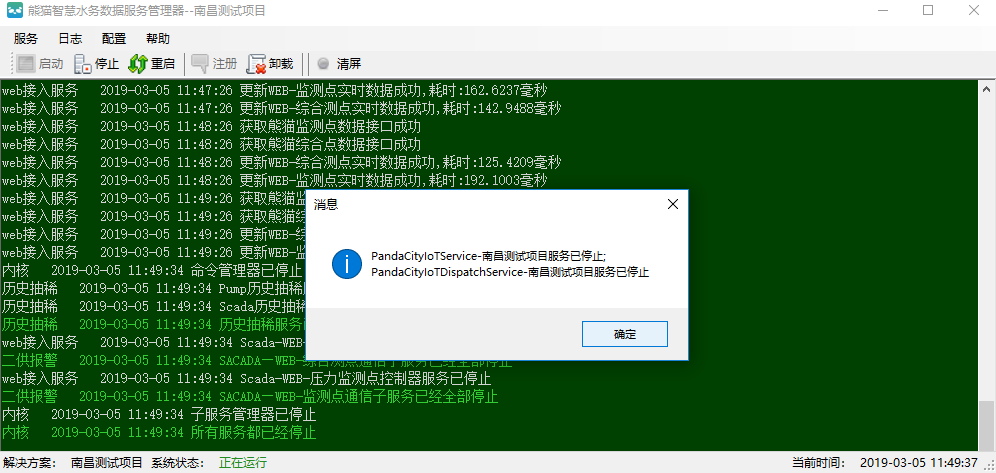 熊猫智慧水务数据服务管理器--南昌测试项目
服务 日志 配置 帮助
启动 停止 重启 注册 卸载 清屏
web接入服务 2019-03-05 11:47:26 更新WEB-监测点实时数据成功,耗时:162.6237毫秒
web接入服务 2019-03-05 11:47:26 更新WEB-综合测点实时数据成功,耗时:142.9488毫秒
web接入服务 2019-03-05 11:48:26 获取熊猫监测点数据接口成功
web接入服务 2019-03-05 11:48:26 获取熊猫综合点数据接口成功
web接入服务 2019-03-05 11:48:26 更新WEB-综合测点实时数据成功,耗时:125.4209毫秒
web接入服务 2019-03-05 11:48:26 更新WEB-监测点实时数据成功,耗时:192.1003毫秒
web接入服务 2019-03-05 11:49:26 获取熊猫监
web接入服务 2019-03-05 11:49:26 获取熊猫综
web接入服务 2019-03-05 11:49:26 更新WEB-综
web接入服务 2019-03-05 11:49:26 更新WEB-监
内核 2019-03-05 11:49:34 命令管理器已停止
历史抽稀 2019-03-05 11:49:34 Pump历史抽稀
历史抽稀 2019-03-05 11:49:34 Scada历史抽稀
历史抽稀 2019-03-05 11:49:34 历史抽稀服务
web接入服务 2019-03-05 11:49:34 Scada-WEB-
二供报警 2019-03-05 11:49:34 SACADA一WEB-综合测点通信子服务已经全部停止
web接入服务 2019-03-05 11:49:34 Scada-WEB-压力监测点控制器服务已停止
二供报警 2019-03-05 11:49:34 SACADA一WEB-监测点通信子服务已经全部停止
内核 2019-03-05 11:49:34 子服务管理器已停止
内核 2019-03-05 11:49:34 所有服务都已经停止
消息
PandaCityIoTService-南昌测试项目服务已停止;
PandaCityIoTDispatchService-南昌测试项目服务已停止
确定
解决方案: 南昌测试项目 系统状态: 正在运行 当前时间: 2019-03-05 11:49:37